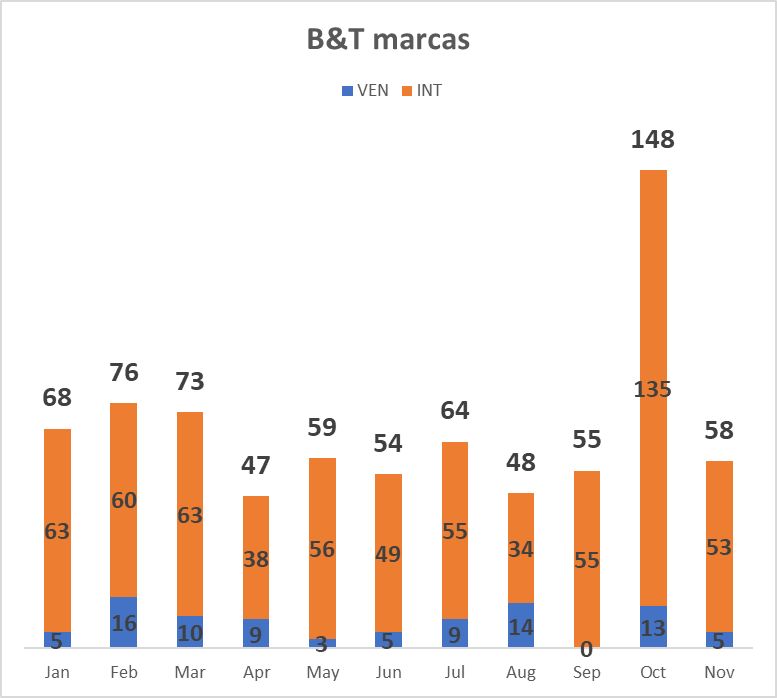 B&T marcas
VEN INT
148
76
73
68
64
59
58
55
54
48
47
135
63 60 63 38 56 49 55 34 55 53
5 16 10 9 3 5 9 14 0 13 5
Jan Feb Mar Apr May Jun Jul Aug Sep Oct Nov